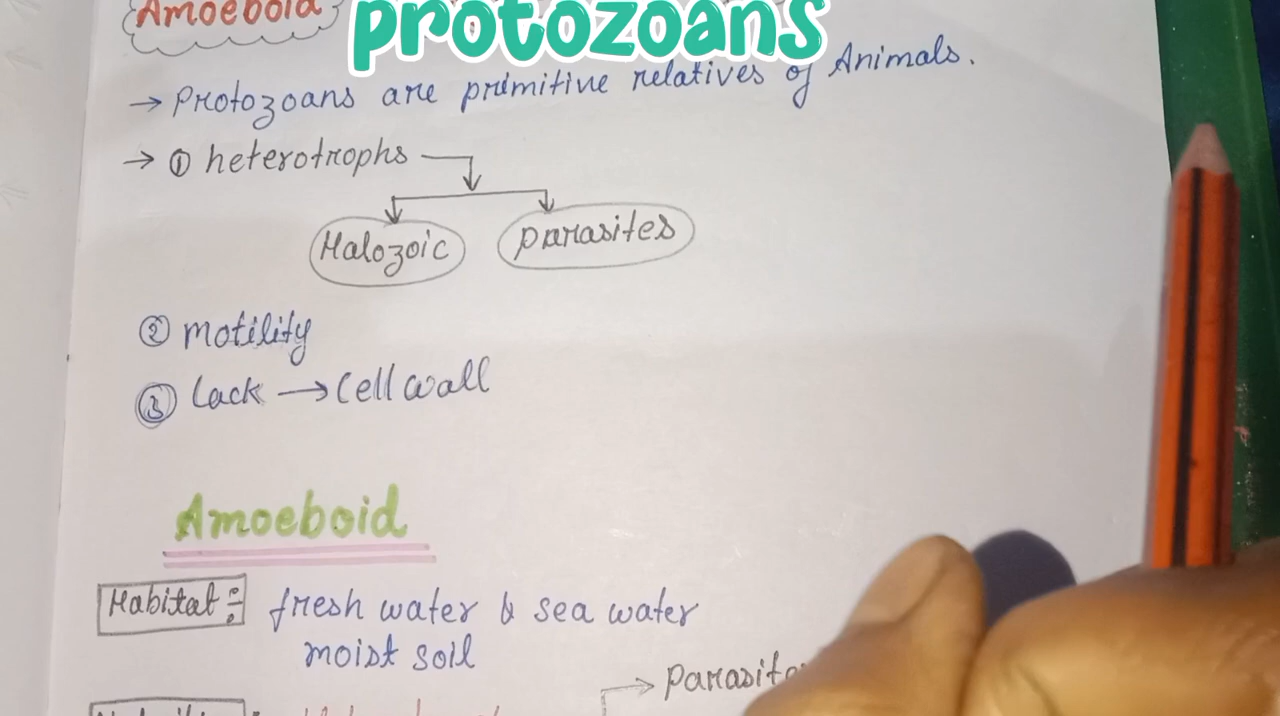 Amoeboid
protozoans
→ Protozoans are primitive relatives of Animals.
→ ① heterotrophs
Halozoic parasites
② motility
③ Lack → Cell wall
Amoeboid
Habitat : fresh water & sea water
moist soil
→ Parasite